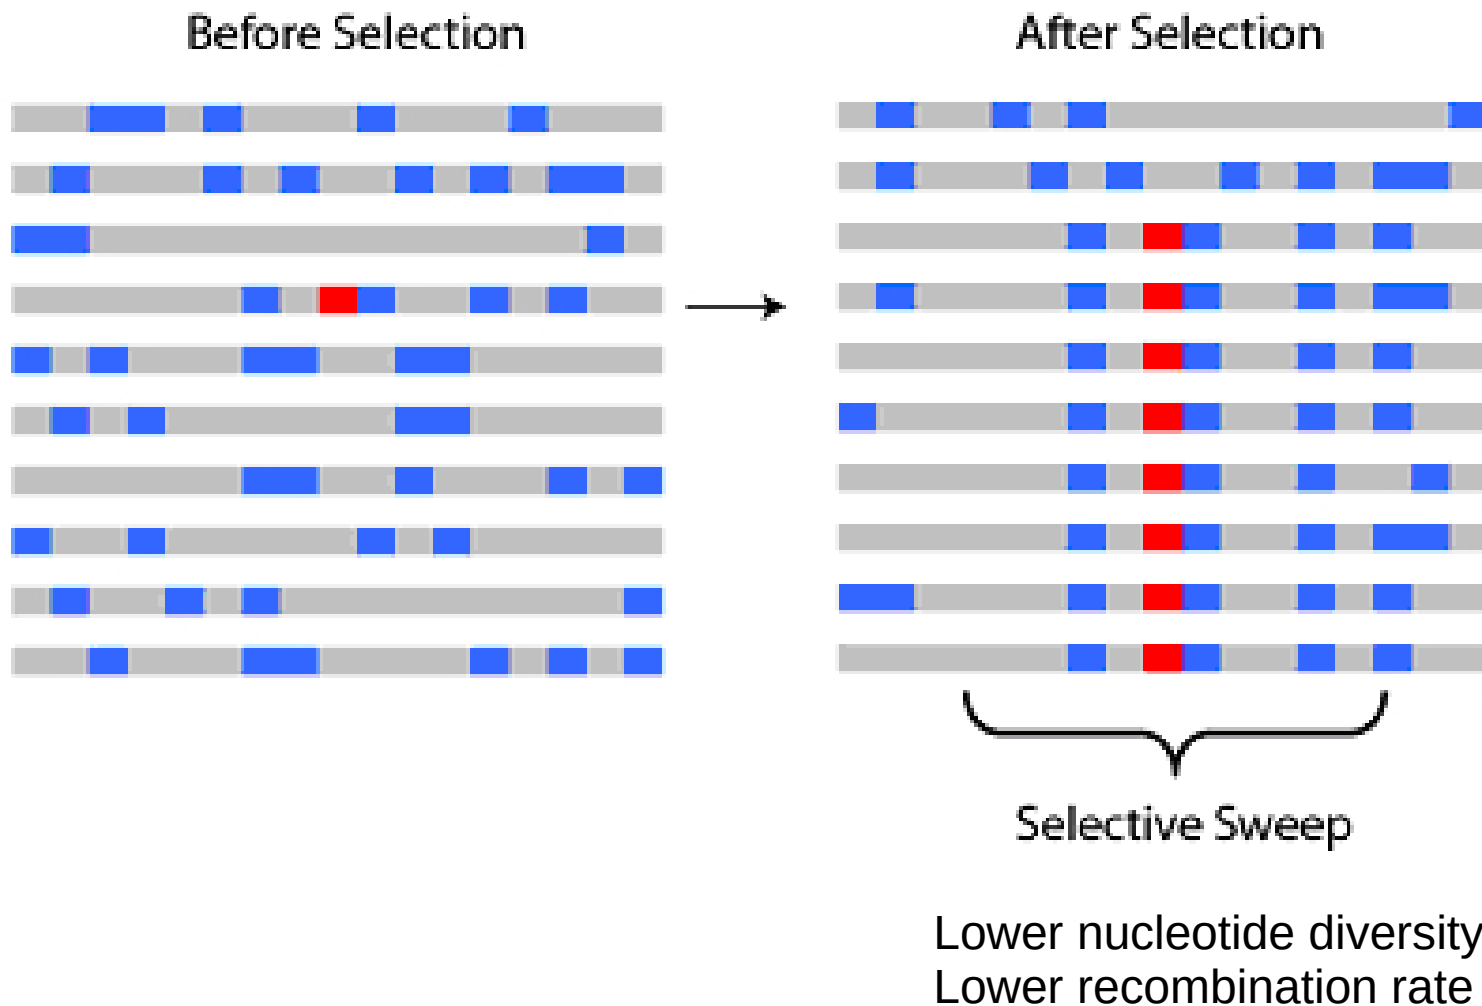 Before Selection
After Selection
Selective Sweep
Lower nucleotide diversity
Lower recombination rate